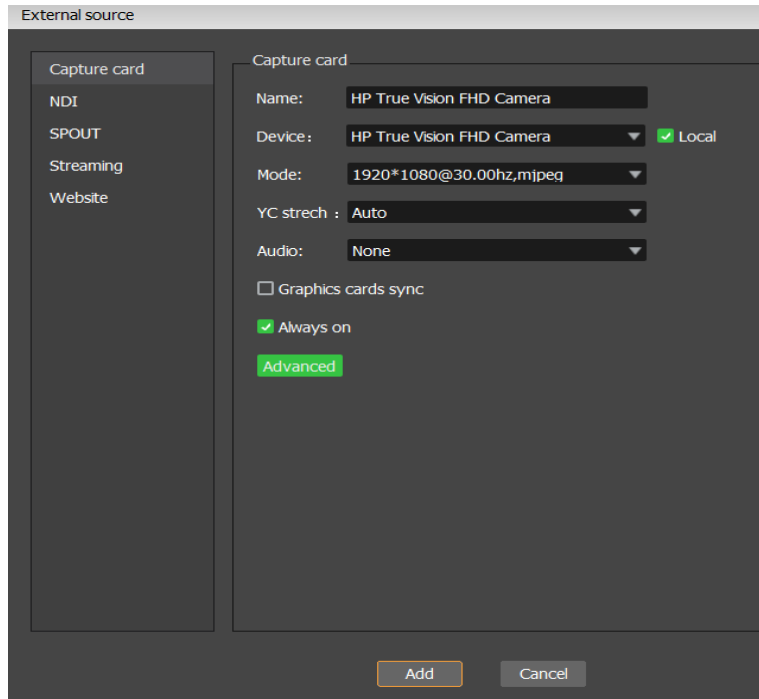 External source
Capture card
NDI
SPOUT
Streaming
Website
Capture card
Name: HP True Vision FHD Camera
Device： HP True Vision FHD Camera Local
Mode: 1920*1080@30.00hz,mjpeg
YC strech： Auto
Audio: None
Graphics cards sync
Always on
Advanced
Add Cancel